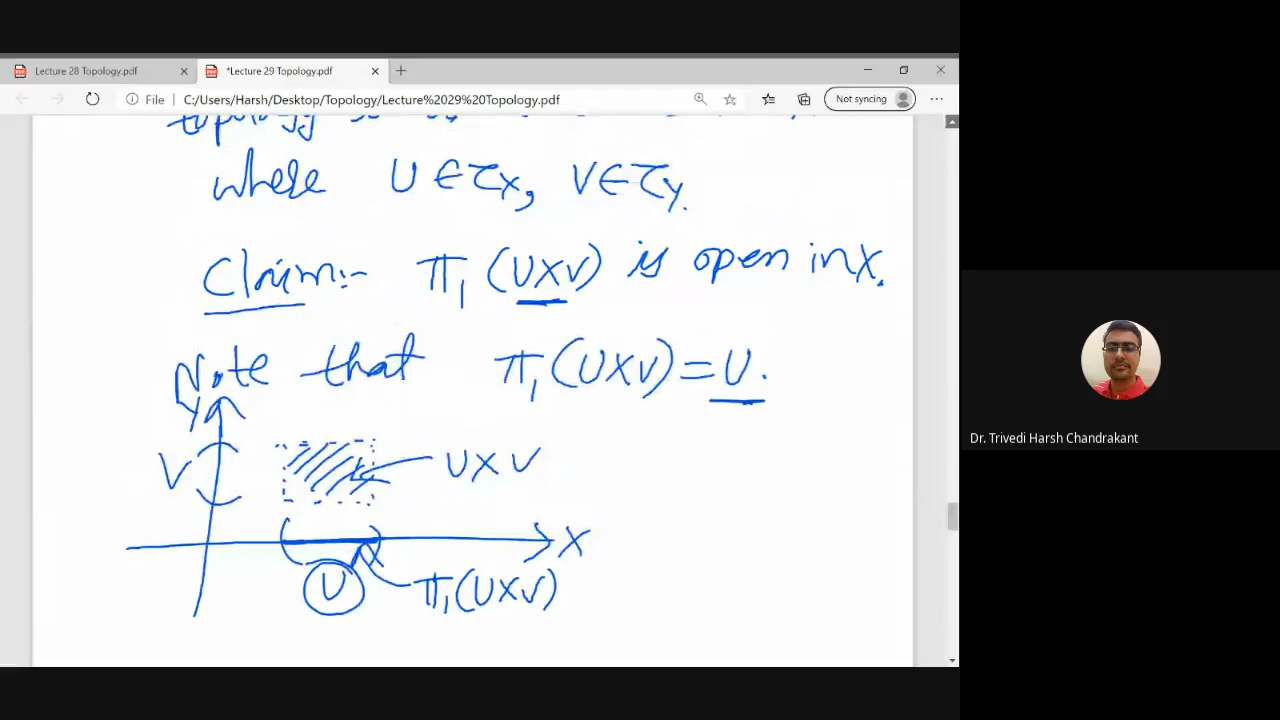 Lecture 28 Topology.pdf
*Lecture 29 Topology.pdf
File
C:/Users/Harsh/Desktop/Topology/Lecture%2029%20Topology.pdf
Not syncing
topology
where U ∈ τX, V ∈ τY.
Claim:- π1 (U×V) is open in X.
Note that π1 (U×V) = U.
Y
V
U×V
X
U
π1 (U×V)
Dr. Trivedi Harsh Chandrakant